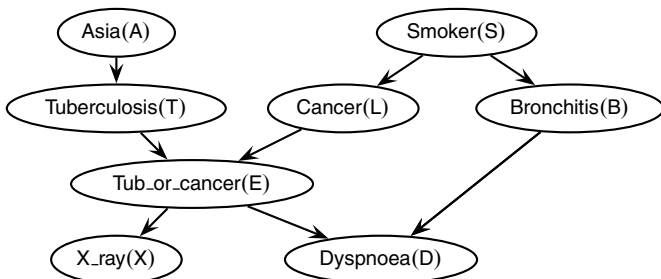 Asia(A)
Smoker(S)
Tuberculosis(T)
Cancer(L)
Bronchitis(B)
Tub_or_cancer(E)
X_ray(X)
Dyspnoea(D)